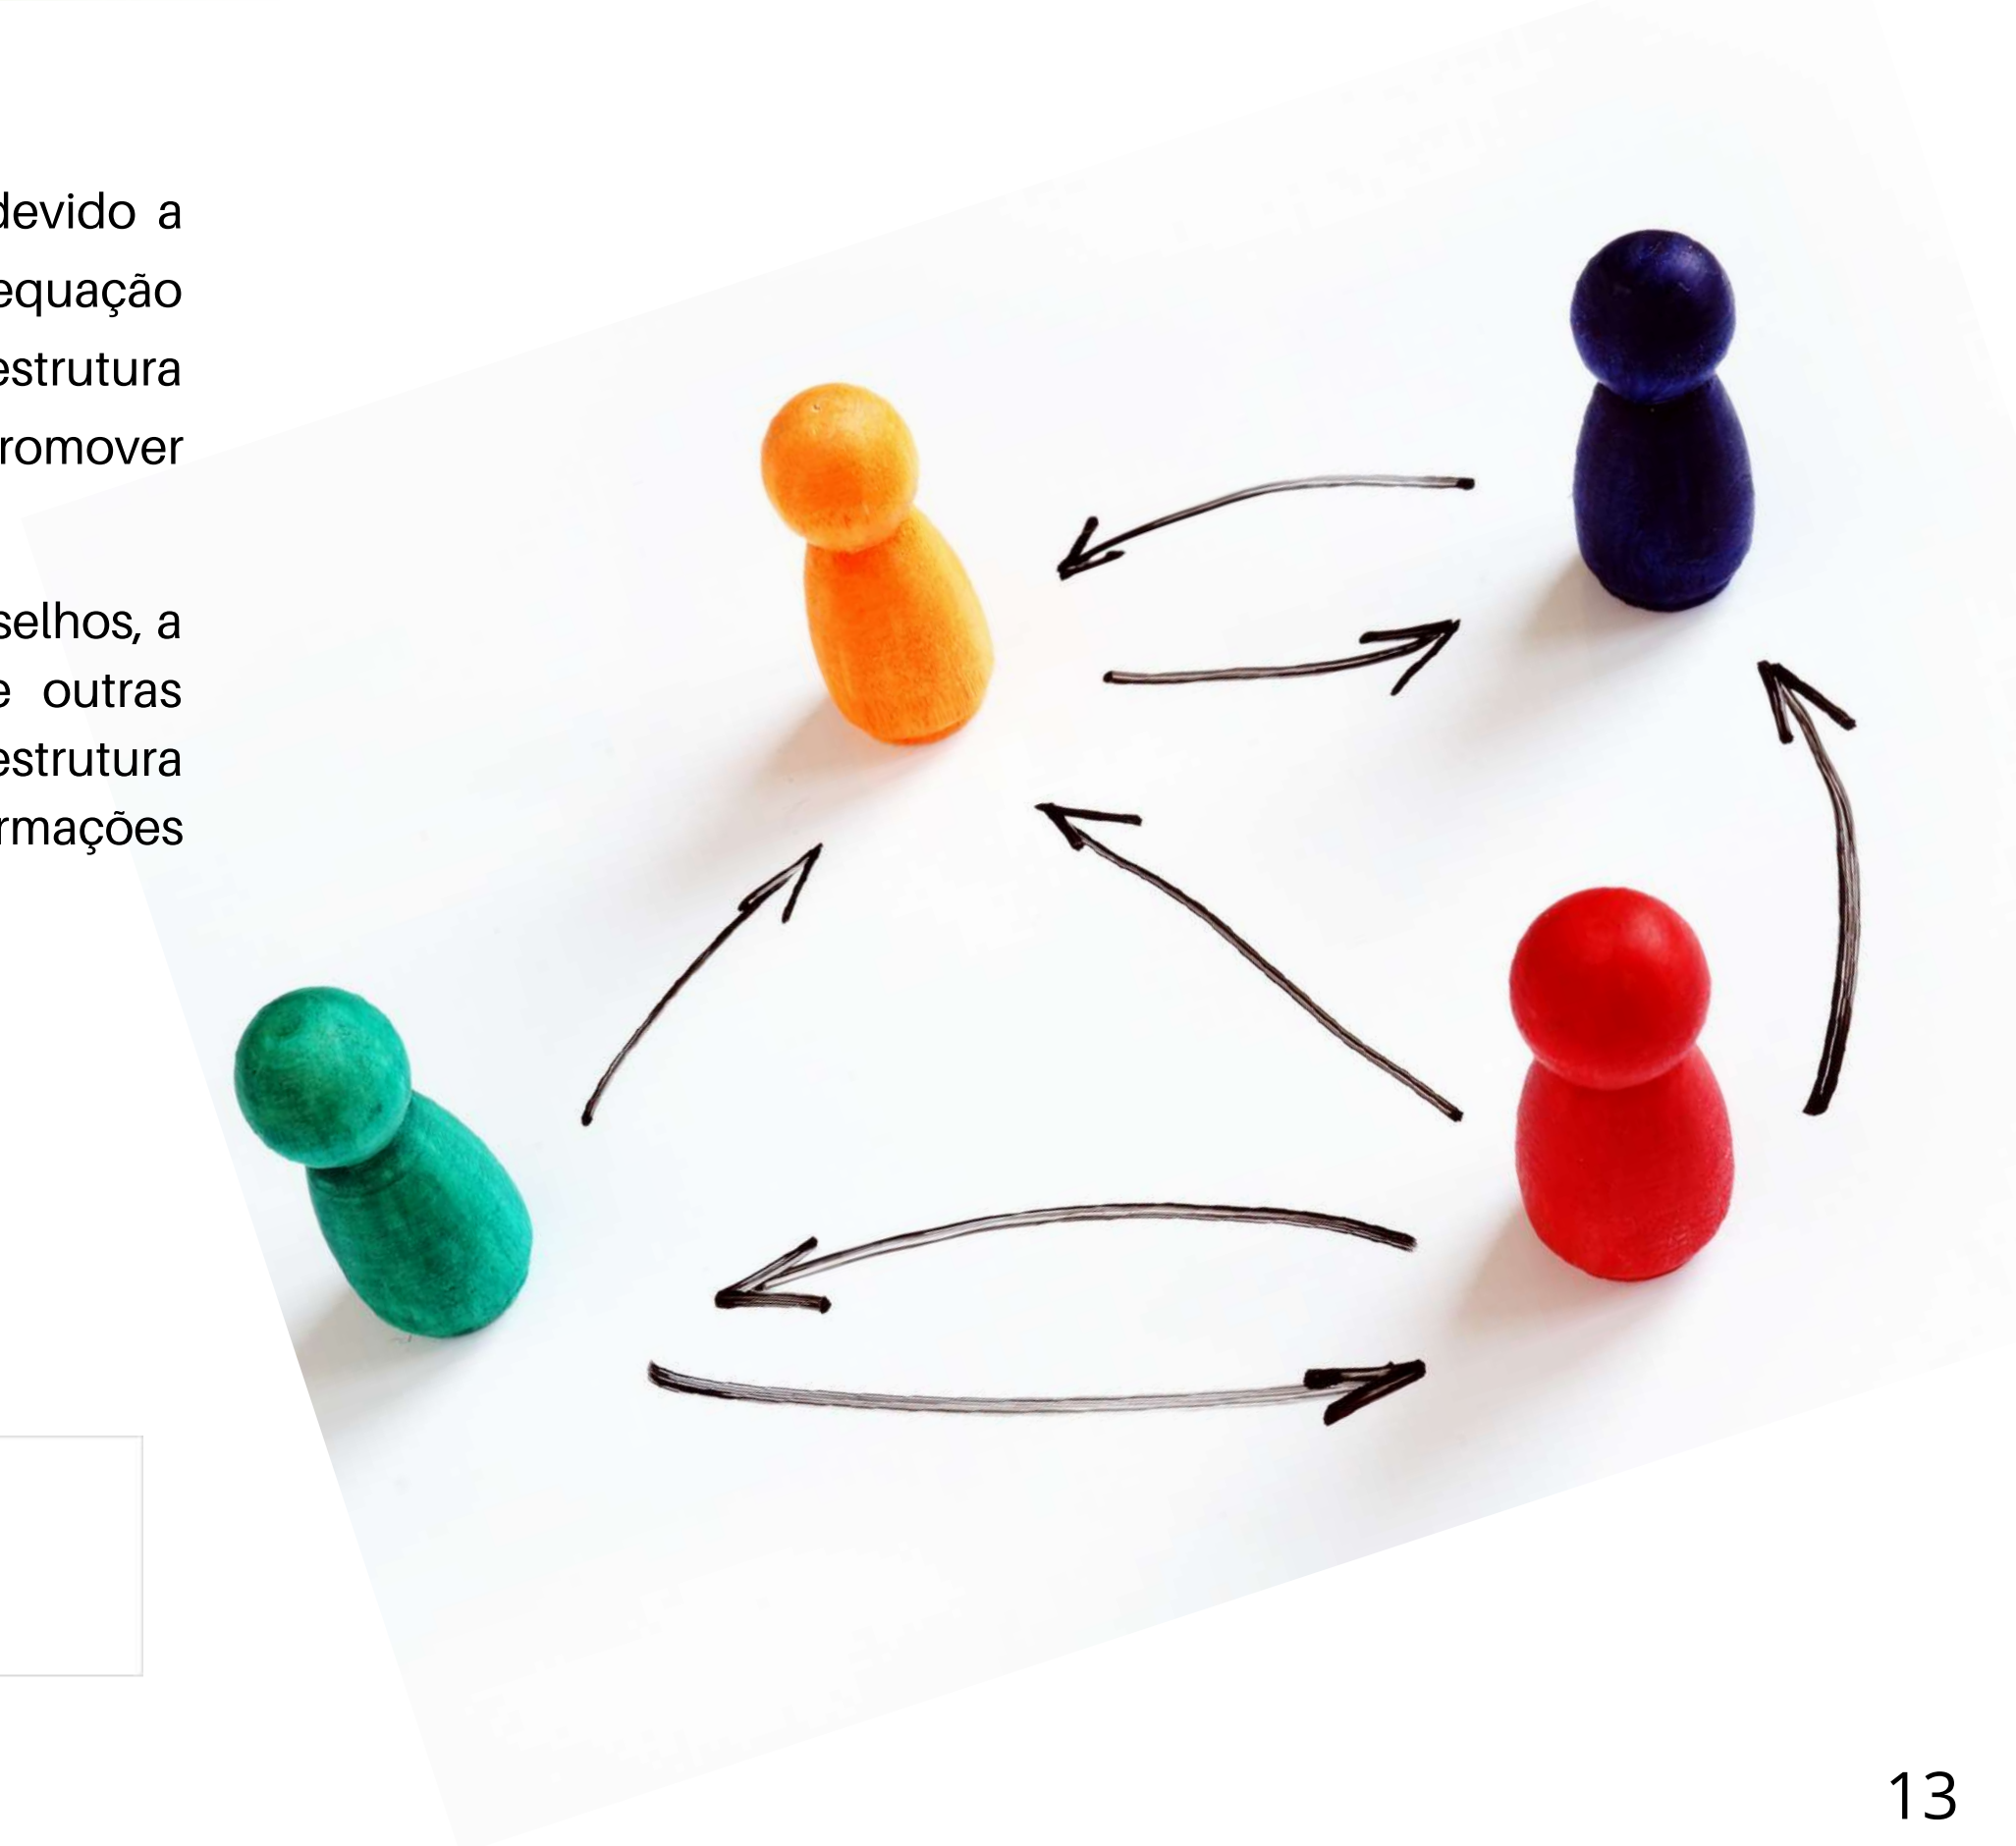 devido a
equação
estrutura
romover
selhos, a
e outras
estrutura
rmações
13